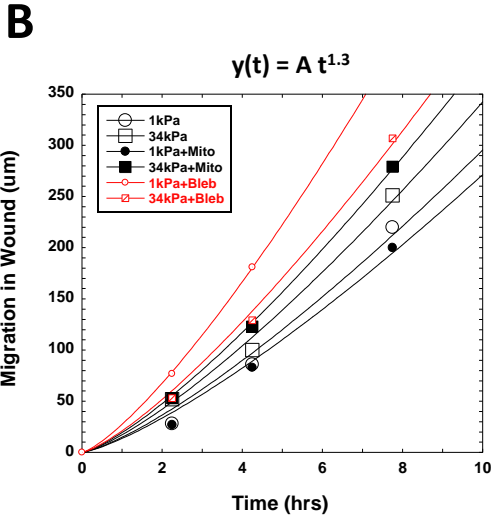 B
y(t) = A t1.3
350
300
250
200
150
100
50
0
1kPa
34kPa
1kPa+Mito
34kPa+Mito
1kPa+Bleb
34kPa+Bleb
Migration in Wound (um)
0 2 4 6 8 10
Time (hrs)